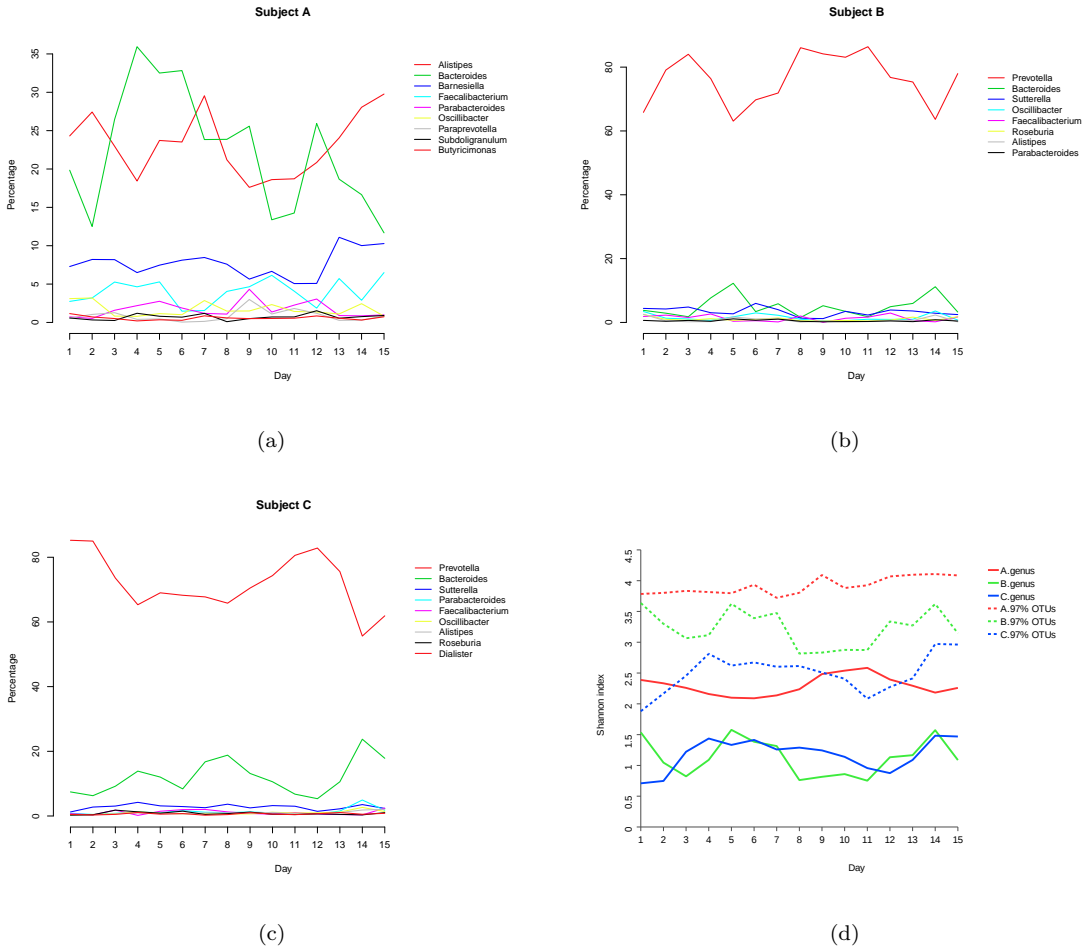 Subject A
Percentage
35
30
25
20
15
10
5
0
1 2 3 4 5 6 7 8 9 10 11 12 13 14 15
Day
Alistipes
Bacteroides
Barnesiella
Faecalibacterium
Parabacteroides
Oscillibacter
Paraprevotella
Subdoligranulum
Butyricimonas
(a)
Subject B
Percentage
80
60
40
20
0
1 2 3 4 5 6 7 8 9 10 11 12 13 14 15
Day
Prevotella
Bacteroides
Sutterella
Oscillibacter
Faecalibacterium
Roseburia
Alistipes
Parabacteroides
(b)
Subject C
Percentage
80
60
40
20
0
1 2 3 4 5 6 7 8 9 10 11 12 13 14 15
Day
Prevotella
Bacteroides
Sutterella
Parabacteroides
Faecalibacterium
Oscillibacter
Alistipes
Roseburia
Dialister
(c)
Shannon index
4.5
4
3.5
3
2.5
2
1.5
1
0.5
0
1 2 3 4 5 6 7 8 9 10 11 12 13 14 15
Day
A.genus
B.genus
C.genus
A.97% OTUs
B.97% OTUs
C.97% OTUs
(d)